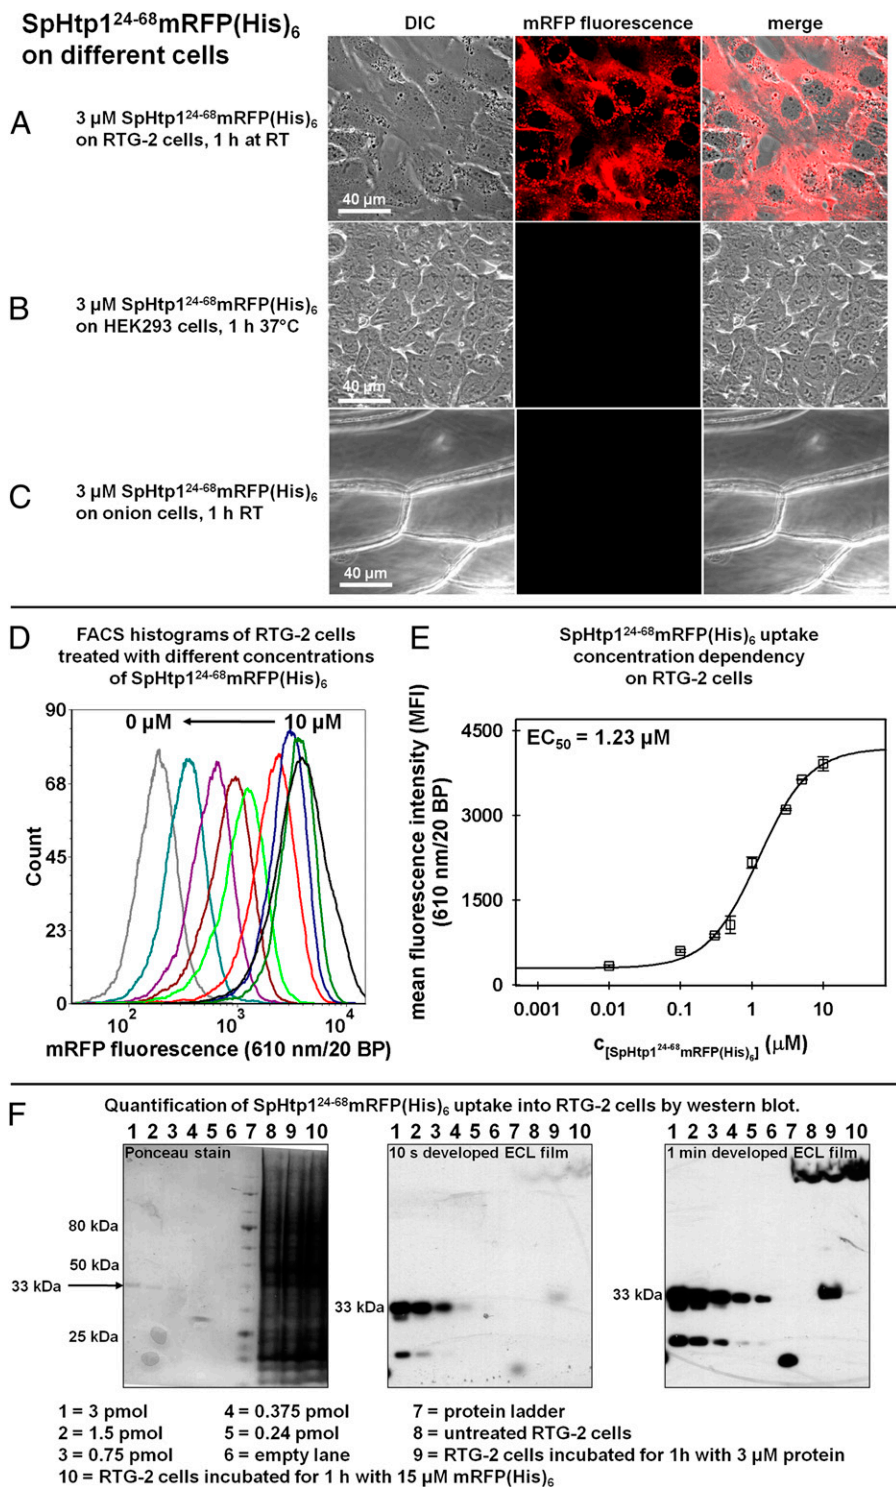 SpHtp1²⁴⁻⁶⁸mRFP(His)₆
on different cells
DIC
mRFP fluorescence
merge
A
3 µM SpHtp1²⁴⁻⁶⁸mRFP(His)₆
on RTG-2 cells, 1 h at RT
40 µm
B
3 µM SpHtp1²⁴⁻⁶⁸mRFP(His)₆
on HEK293 cells, 1 h 37°C
40 µm
C
3 µM SpHtp1²⁴⁻⁶⁸mRFP(His)₆
on onion cells, 1 h RT
40 µm
D
FACS histograms of RTG-2 cells
treated with different concentrations
of SpHtp1²⁴⁻⁶⁸mRFP(His)₆
90
68
45
23
0
Count
0 µM
10 µM
10²
10³
10⁴
mRFP fluorescence (610 nm/20 BP)
E
SpHtp1²⁴⁻⁶⁸mRFP(His)₆ uptake
concentration dependency
on RTG-2 cells
mean fluorescence intensity (MFI)
(610 nm/20 BP)
4500
3000
1500
0
EC₅₀ = 1.23 µM
0.001
0.01
0.1
1
10
c[SpHtp1²⁴⁻⁶⁸mRFP(His)₆] (µM)
F
Quantification of SpHtp1²⁴⁻⁶⁸mRFP(His)₆ uptake into RTG-2 cells by western blot.
1 2 3 4 5 6 7 8 9 10
Ponceau stain
80 kDa
50 kDa
33 kDa
25 kDa
1 2 3 4 5 6 7 8 9 10
10 s developed ECL film
33 kDa
1 2 3 4 5 6 7 8 9 10
1 min developed ECL film
33 kDa
1 = 3 pmol 4 = 0.375 pmol 7 = protein ladder
2 = 1.5 pmol 5 = 0.24 pmol 8 = untreated RTG-2 cells
3 = 0.75 pmol 6 = empty lane 9 = RTG-2 cells incubated for 1h with 3 µM protein
10 = RTG-2 cells incubated for 1 h with 15 µM mRFP(His)₆